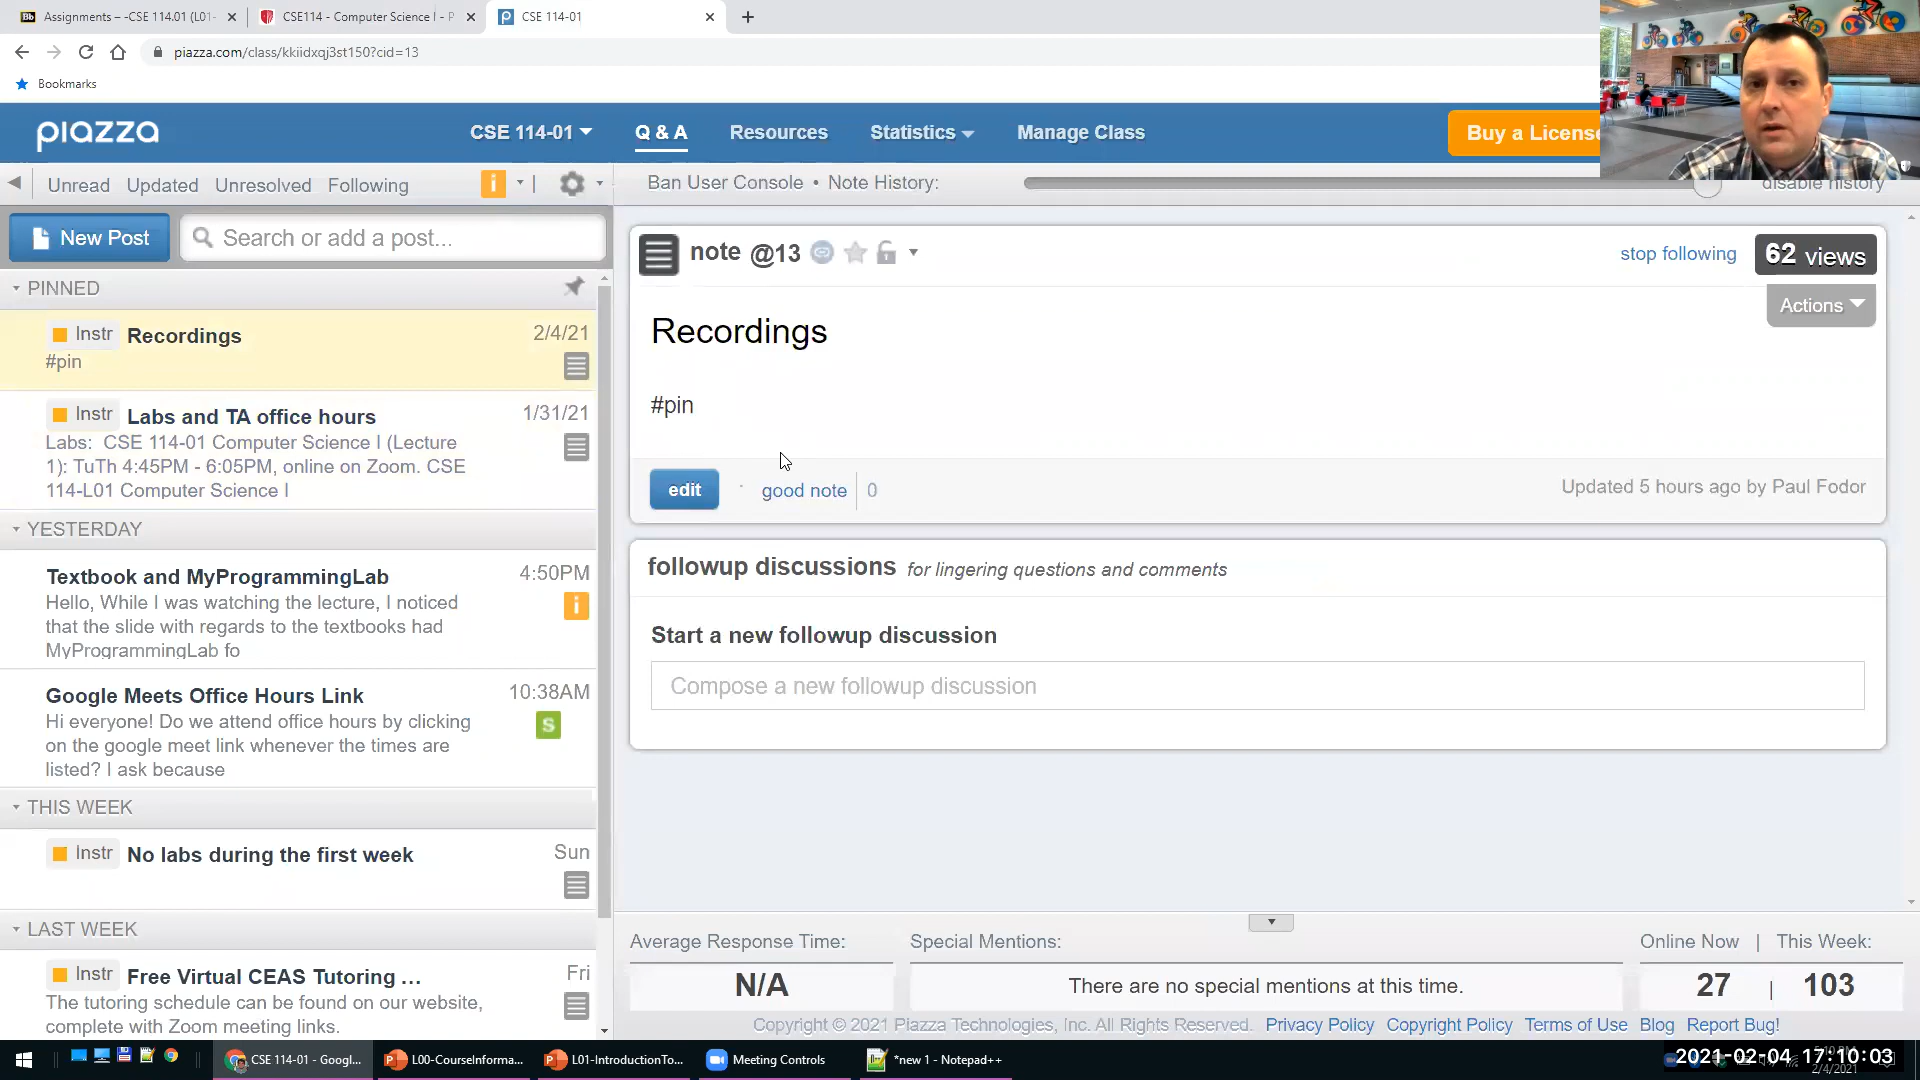 Bb Assignments – -CSE 114.01 (L01-
CSE114 - Computer Science I - P
CSE 114-01
piazza.com/class/kkiidxqj3st150?cid=13
Bookmarks
piazza
CSE 114-01
Q & A
Resources
Statistics
Manage Class
Buy a License
Unread
Updated
Unresolved
Following
i
Ban User Console • Note History:
disable history
New Post
Search or add a post...
PINNED
Instr Recordings 2/4/21
#pin
Instr Labs and TA office hours 1/31/21
Labs: CSE 114-01 Computer Science I (Lecture
1): TuTh 4:45PM - 6:05PM, online on Zoom. CSE
114-L01 Computer Science I
YESTERDAY
Textbook and MyProgrammingLab 4:50PM
Hello, While I was watching the lecture, I noticed
that the slide with regards to the textbooks had
MyProgrammingLab fo
i
Google Meets Office Hours Link 10:38AM
Hi everyone! Do we attend office hours by clicking
on the google meet link whenever the times are
listed? I ask because
S
THIS WEEK
Instr No labs during the first week Sun
LAST WEEK
Instr Free Virtual CEAS Tutoring ... Fri
The tutoring schedule can be found on our website,
complete with Zoom meeting links.
note @13
stop following
62 views
Actions
Recordings
#pin
edit
good note 0
Updated 5 hours ago by Paul Fodor
followup discussions for lingering questions and comments
Start a new followup discussion
Compose a new followup discussion
Average Response Time:
N/A
Special Mentions:
There are no special mentions at this time.
Online Now | This Week:
27 | 103
Copyright © 2021 Piazza Technologies, Inc. All Rights Reserved. Privacy Policy Copyright Policy Terms of Use Blog Report Bug!
CSE 114-01 - Googl...
L00-CourseInforma...
L01-IntroductionTo...
Meeting Controls
*new 1 - Notepad++
2021-02-04 17:10:03
2/4/2021